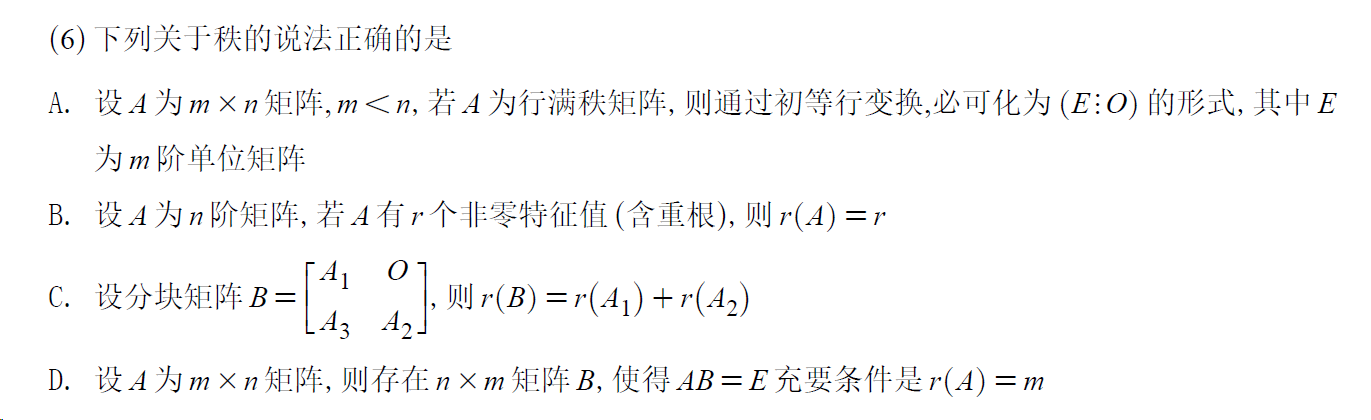 (6) 下列关于秩的说法正确的是
A. 设 A 为 m × n 矩阵, m < n, 若 A 为行满秩矩阵, 则通过初等行变换,必可化为 (E⋮O) 的形式, 其中 E
为 m 阶单位矩阵
B. 设 A 为 n 阶矩阵, 若 A 有 r 个非零特征值 (含重根), 则 r(A) = r
C. 设分块矩阵 B = [A₁ O; A₃ A₂], 则 r(B) = r(A₁) + r(A₂)
D. 设 A 为 m × n 矩阵, 则存在 n × m 矩阵 B, 使得 AB = E 充要条件是 r(A) = m